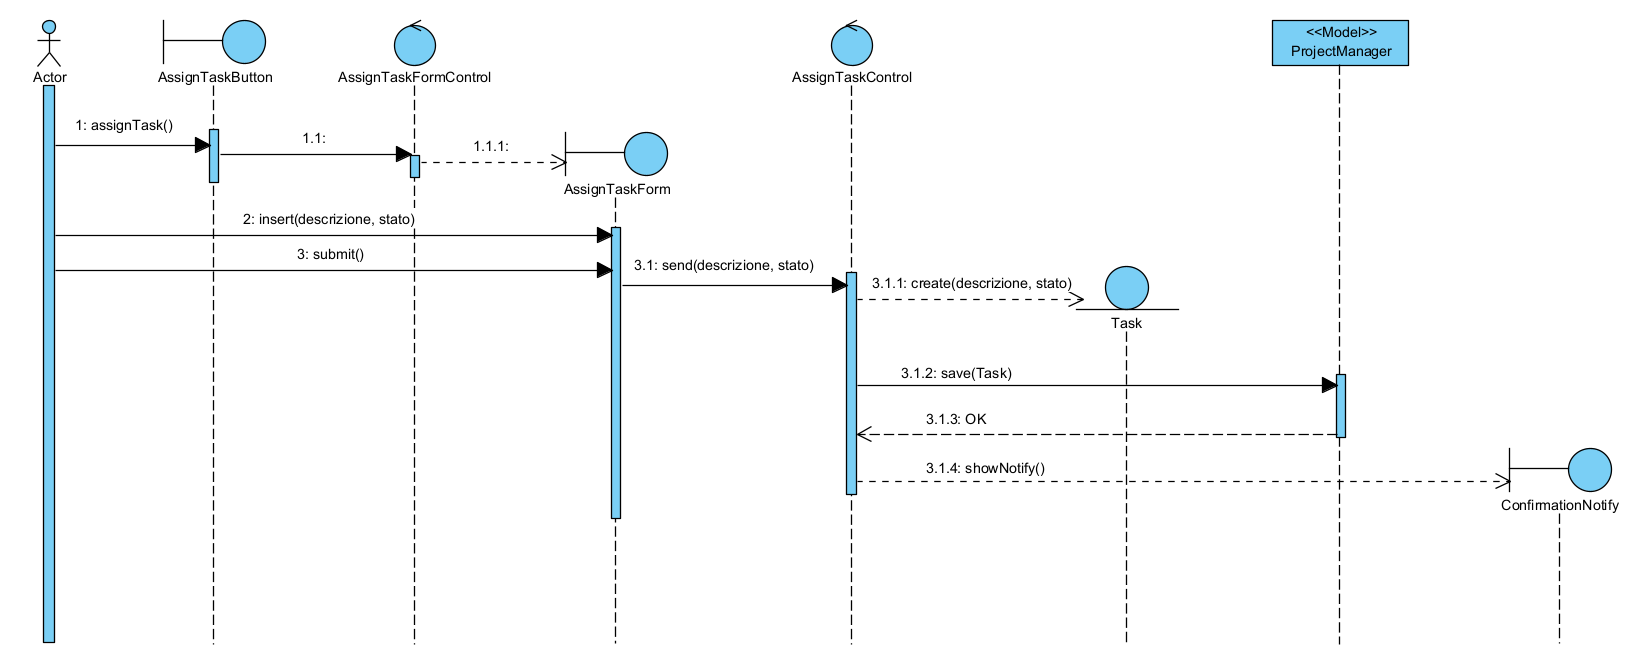 <<Model>>
ProjectManager
Actor
AssignTaskButton
AssignTaskFormControl
AssignTaskControl
1: assignTask()
1.1:
1.1.1:
AssignTaskForm
2: insert(descrizione, stato)
3: submit()
3.1: send(descrizione, stato)
3.1.1: create(descrizione, stato)
Task
3.1.2: save(Task)
3.1.3: OK
3.1.4: showNotify()
ConfirmationNotify